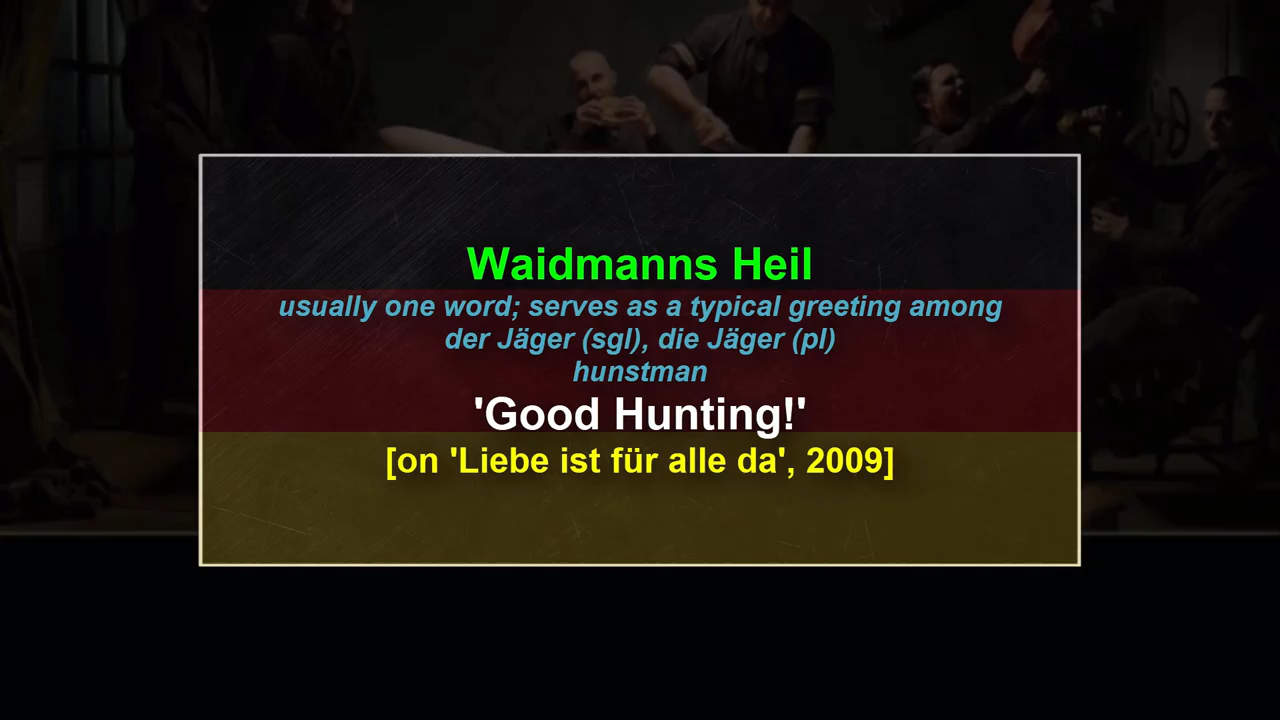 Waidmanns Heil
usually one word; serves as a typical greeting among
der Jäger (sgl), die Jäger (pl)
hunstman
'Good Hunting!'
[on 'Liebe ist für alle da', 2009]